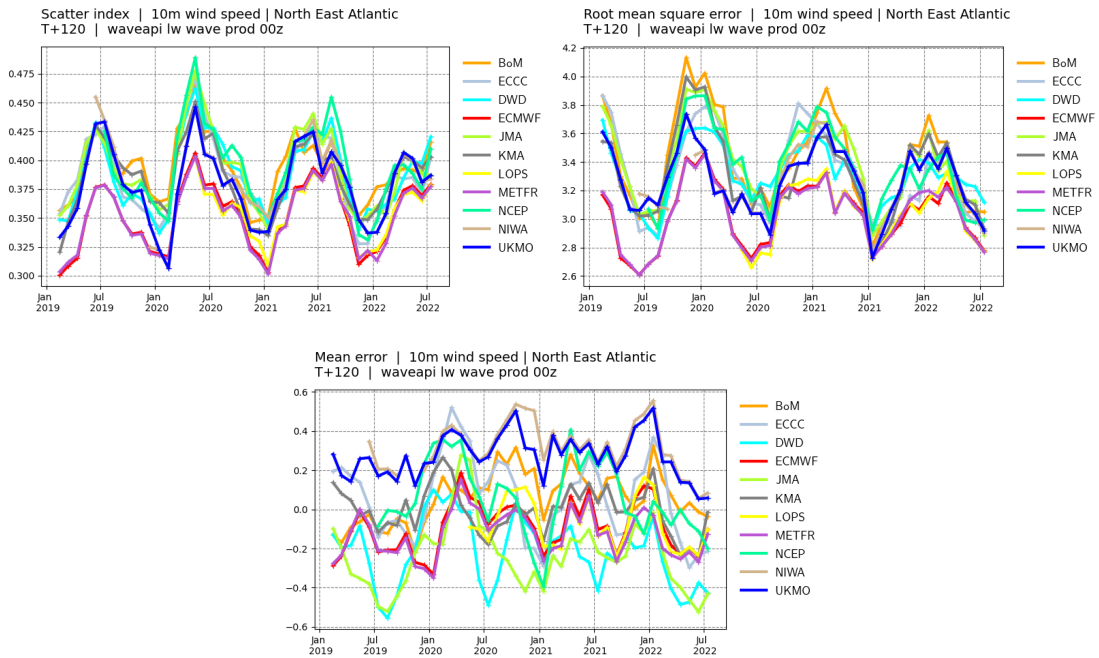 Scatter index | 10m wind speed | North East Atlantic
T+120 | waveapi lw wave prod 00z
0.475
0.450
0.425
0.400
0.375
0.350
0.325
0.300
Jan 2019
Jul
Jan 2020
Jul 2020
Jan 2021
Jul 2021
Jan 2022
Jul 2022
BoM
ECCC
DWD
ECMWF
JMA
KMA
LOPS
METFR
NCEP
NIWA
UKMO
Root mean square error | 10m wind speed | North East Atlantic
T+120 | waveapi lw wave prod 00z
4.2
4.0
3.8
3.6
3.4
3.2
3.0
2.8
2.6
Jan 2019
Jul 2019
Jan 2020
Jul 2020
Jan 2021
Jul 2021
Jan 2022
Jul 2022
BoM
ECCC
DWD
ECMWF
JMA
KMA
LOPS
METFR
NCEP
NIWA
UKMO
Mean error | 10m wind speed | North East Atlantic
T+120 | waveapi lw wave prod 00z
0.6
0.4
0.2
0.0
−0.2
−0.4
−0.6
Jan 2019
Jul 2019
Jan 2020
Jul 2020
Jan 2021
Jul 2021
Jan 2022
Jul 2022
BoM
ECCC
DWD
ECMWF
JMA
KMA
LOPS
METFR
NCEP
NIWA
UKMO